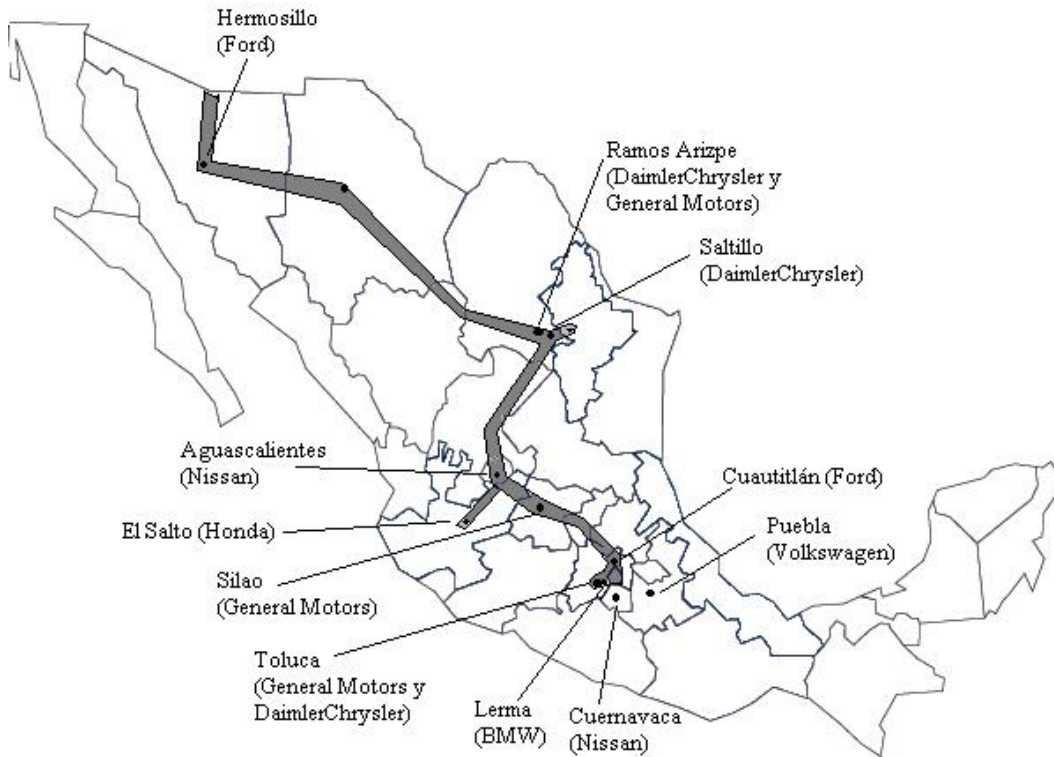 Hermosillo
(Ford)
Ramos Arizpe
(DaimlerChrysler y
General Motors)
Saltillo
(DaimlerChrysler)
Aguascalientes
(Nissan)
Cuautitlán (Ford)
El Salto (Honda)
Puebla
(Volkswagen)
Silao
(General Motors)
Toluca
(General Motors y
DaimlerChrysler)
Lerma
(BMW)
Cuernavaca
(Nissan)